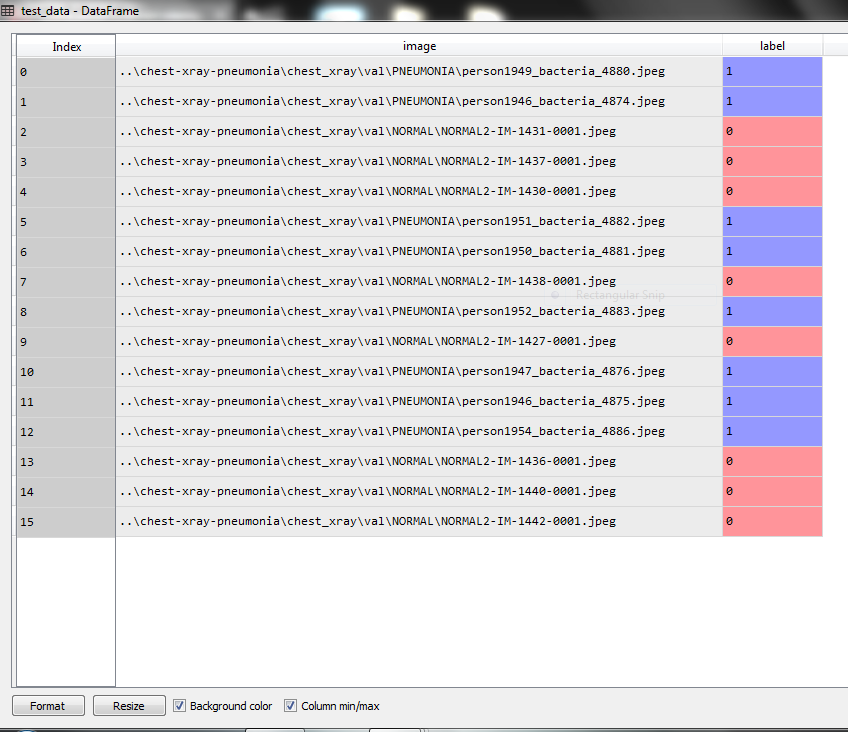 test_data - DataFrame
Index image label
0 ..\chest-xray-pneumonia\chest_xray\val\PNEUMONIA\person1949_bacteria_4880.jpeg 1
1 ..\chest-xray-pneumonia\chest_xray\val\PNEUMONIA\person1946_bacteria_4874.jpeg 1
2 ..\chest-xray-pneumonia\chest_xray\val\NORMAL\NORMAL2-IM-1431-0001.jpeg 0
3 ..\chest-xray-pneumonia\chest_xray\val\NORMAL\NORMAL2-IM-1437-0001.jpeg 0
4 ..\chest-xray-pneumonia\chest_xray\val\NORMAL\NORMAL2-IM-1430-0001.jpeg 0
5 ..\chest-xray-pneumonia\chest_xray\val\PNEUMONIA\person1951_bacteria_4882.jpeg 1
6 ..\chest-xray-pneumonia\chest_xray\val\PNEUMONIA\person1950_bacteria_4881.jpeg 1
7 ..\chest-xray-pneumonia\chest_xray\val\NORMAL\NORMAL2-IM-1438-0001.jpeg 0
Rectangular Snip
8 ..\chest-xray-pneumonia\chest_xray\val\PNEUMONIA\person1952_bacteria_4883.jpeg 1
9 ..\chest-xray-pneumonia\chest_xray\val\NORMAL\NORMAL2-IM-1427-0001.jpeg 0
10 ..\chest-xray-pneumonia\chest_xray\val\PNEUMONIA\person1947_bacteria_4876.jpeg 1
11 ..\chest-xray-pneumonia\chest_xray\val\PNEUMONIA\person1946_bacteria_4875.jpeg 1
12 ..\chest-xray-pneumonia\chest_xray\val\PNEUMONIA\person1954_bacteria_4886.jpeg 1
13 ..\chest-xray-pneumonia\chest_xray\val\NORMAL\NORMAL2-IM-1436-0001.jpeg 0
14 ..\chest-xray-pneumonia\chest_xray\val\NORMAL\NORMAL2-IM-1440-0001.jpeg 0
15 ..\chest-xray-pneumonia\chest_xray\val\NORMAL\NORMAL2-IM-1442-0001.jpeg 0
Format Resize Background color Column min/max